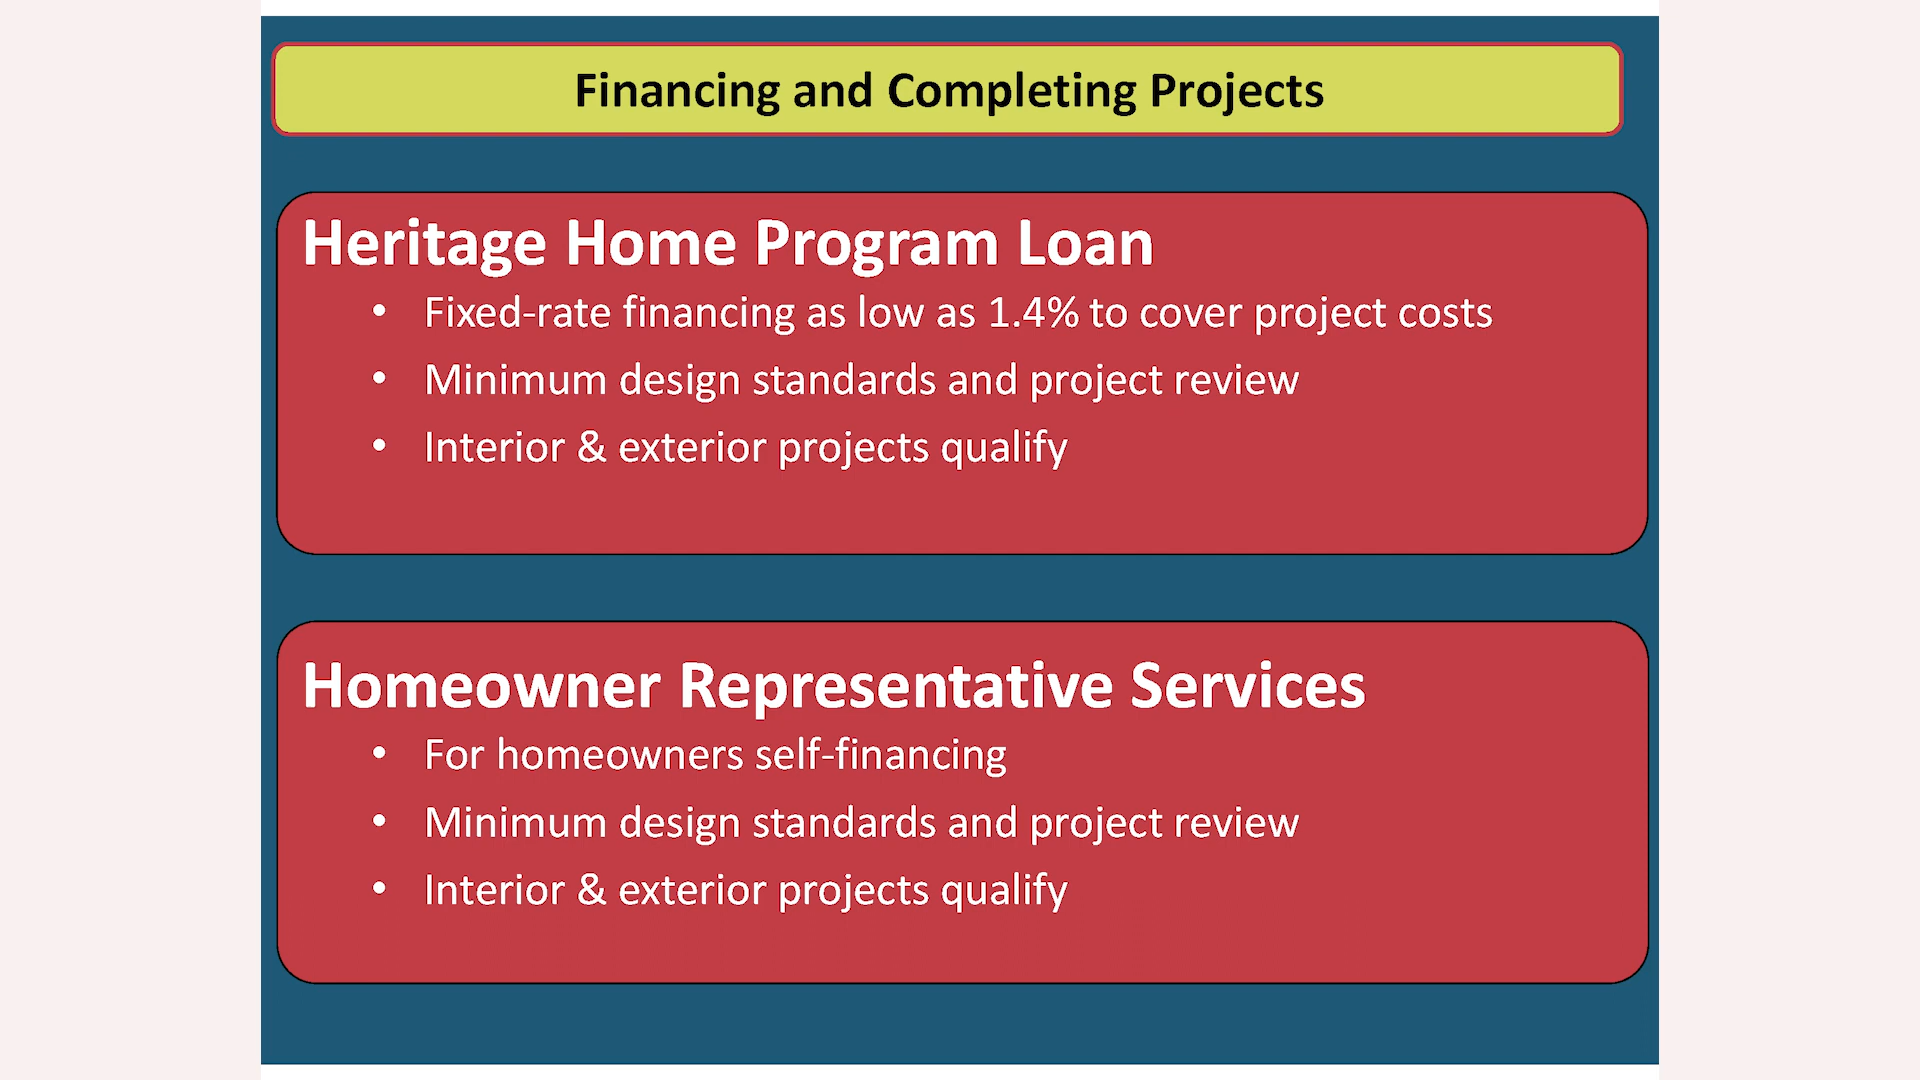 Financing and Completing Projects
Heritage Home Program Loan
• Fixed-rate financing as low as 1.4% to cover project costs
• Minimum design standards and project review
• Interior & exterior projects qualify
Homeowner Representative Services
• For homeowners self-financing
• Minimum design standards and project review
• Interior & exterior projects qualify